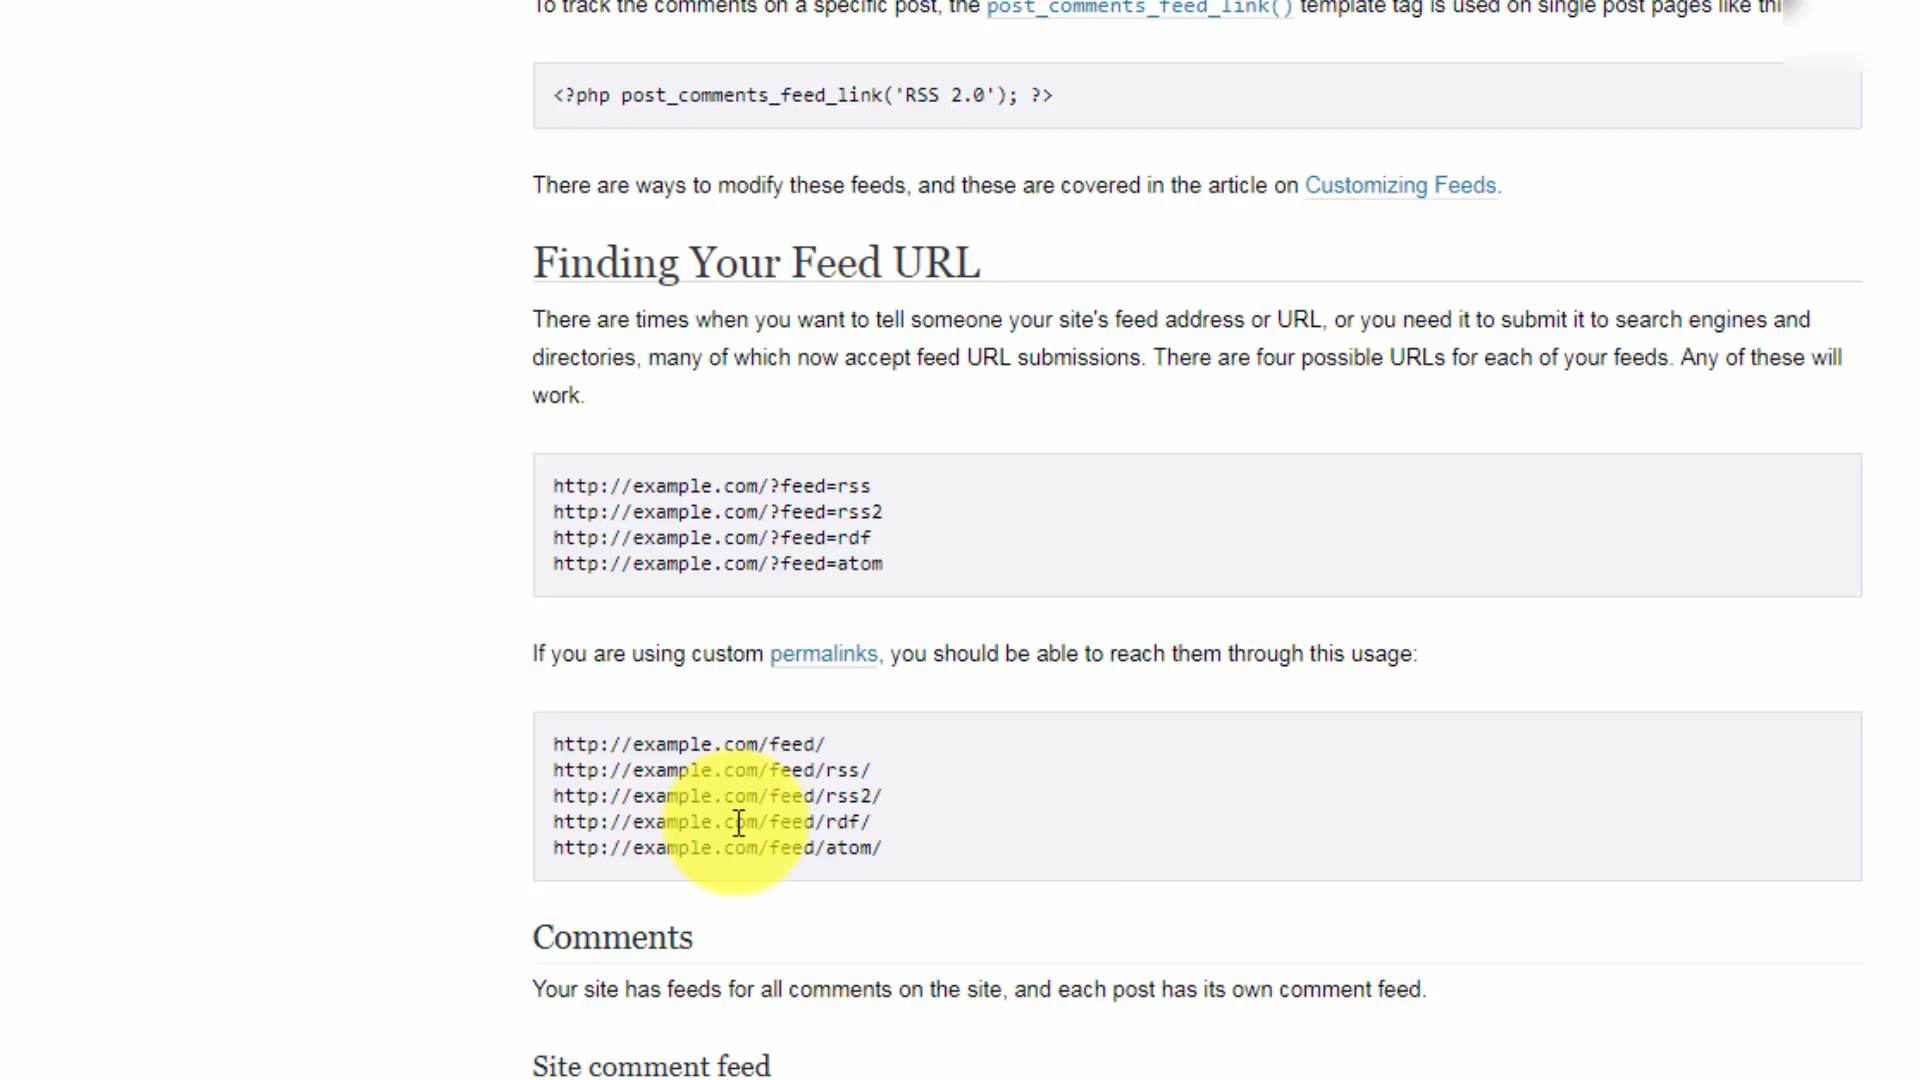 To track the comments on a specific post, the post_comments_feed_link() template tag is used on single post pages like
<?php post_comments_feed_link('RSS 2.0'); ?>
There are ways to modify these feeds, and these are covered in the article on Customizing Feeds.
Finding Your Feed URL
There are times when you want to tell someone your site's feed address or URL, or you need it to submit it to search engines and
directories, many of which now accept feed URL submissions. There are four possible URLs for each of your feeds. Any of these will
work.
http://example.com/?feed=rss
http://example.com/?feed=rss2
http://example.com/?feed=rdf
http://example.com/?feed=atom
If you are using custom permalinks, you should be able to reach them through this usage:
http://example.com/feed/
http://example.com/feed/rss/
http://example.com/feed/rss2/
http://example.com/feed/rdf/
http://example.com/feed/atom/
Comments
Your site has feeds for all comments on the site, and each post has its own comment feed.
Site comment feed